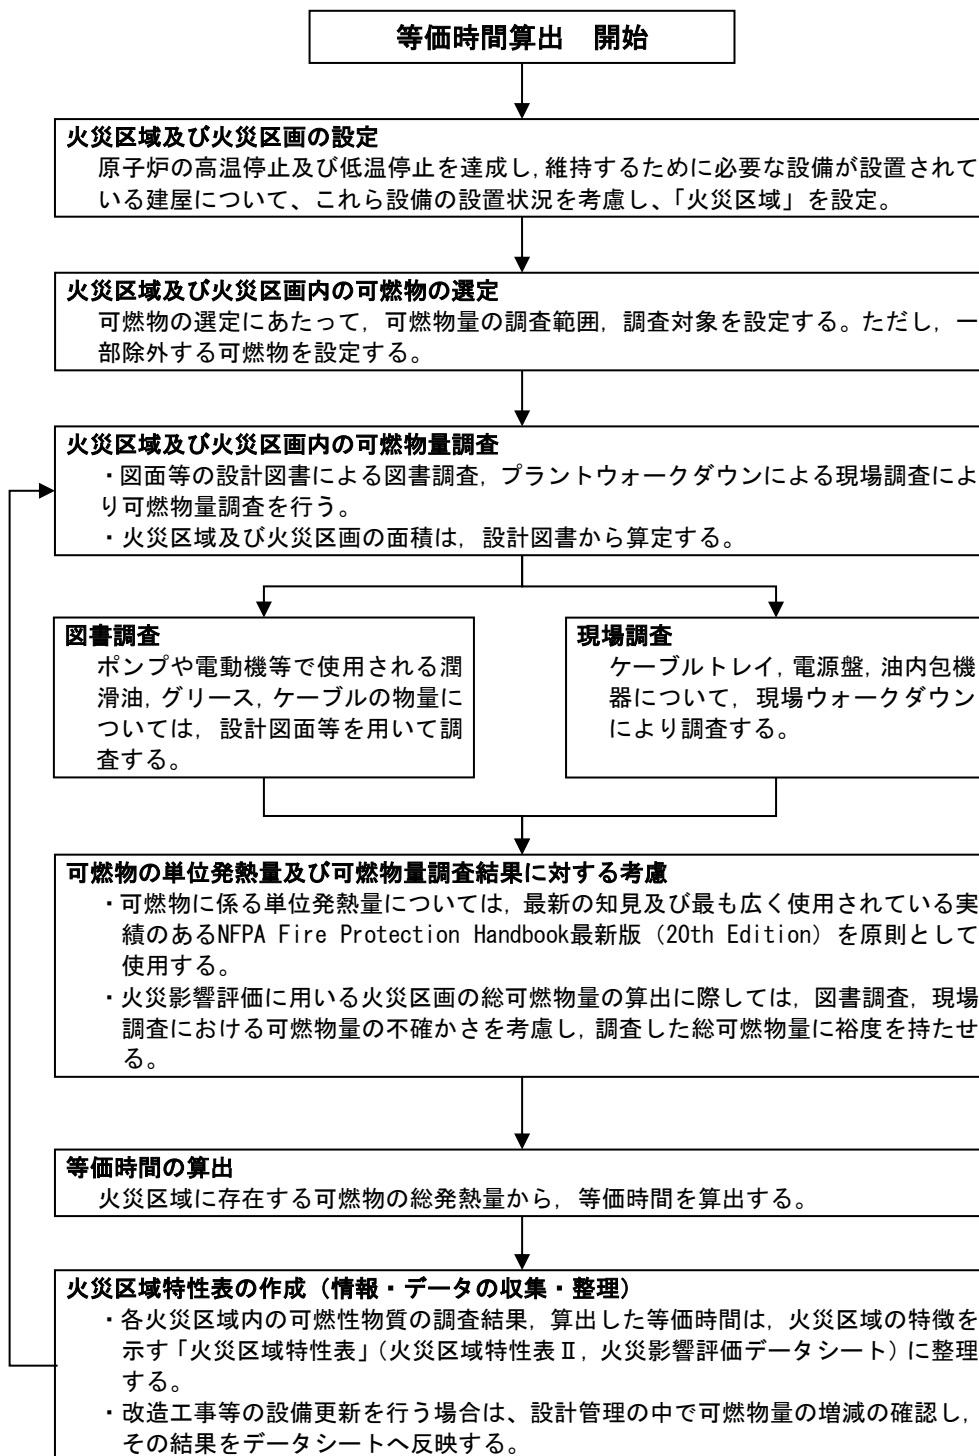 等価時間算出　開始
火災区域及び火災区画の設定
原子炉の高温停止及び低温停止を達成し，維持するために必要な設備が設置されて
いる建屋について、これら設備の設置状況を考慮し、「火災区域」を設定。
火災区域及び火災区画内の可燃物の選定
可燃物の選定にあたって，可燃物量の調査範囲，調査対象を設定する。ただし，一
部除外する可燃物を設定する。
火災区域及び火災区画内の可燃物量調査
・図面等の設計図書による図書調査，プラントウォークダウンによる現場調査によ
り可燃物量調査を行う。
・火災区域及び火災区画の面積は，設計図書から算定する。
図書調査
ポンプや電動機等で使用される潤
滑油，グリース，ケーブルの物量に
ついては，設計図面等を用いて調
査する。
現場調査
ケーブルトレイ，電源盤，油内包機
器について，現場ウォークダウン
により調査する。
可燃物の単位発熱量及び可燃物量調査結果に対する考慮
・可燃物に係る単位発熱量については，最新の知見及び最も広く使用されている実
績のあるNFPA Fire Protection Handbook最新版（20th Edition）を原則として
使用する。
・火災影響評価に用いる火災区画の総可燃物量の算出に際しては，図書調査，現場
調査における可燃物量の不確かさを考慮し，調査した総可燃物量に裕度を持たせ
る。
等価時間の算出
火災区域に存在する可燃物の総発熱量から，等価時間を算出する。
火災区域特性表の作成（情報・データの収集・整理）
・各火災区域内の可燃性物質の調査結果，算出した等価時間は，火災区域の特徴を
示す「火災区域特性表」（火災区域特性表Ⅱ，火災影響評価データシート）に整理
する。
・改造工事等の設備更新を行う場合は、設計管理の中で可燃物量の増減の確認し，
その結果をデータシートへ反映する。